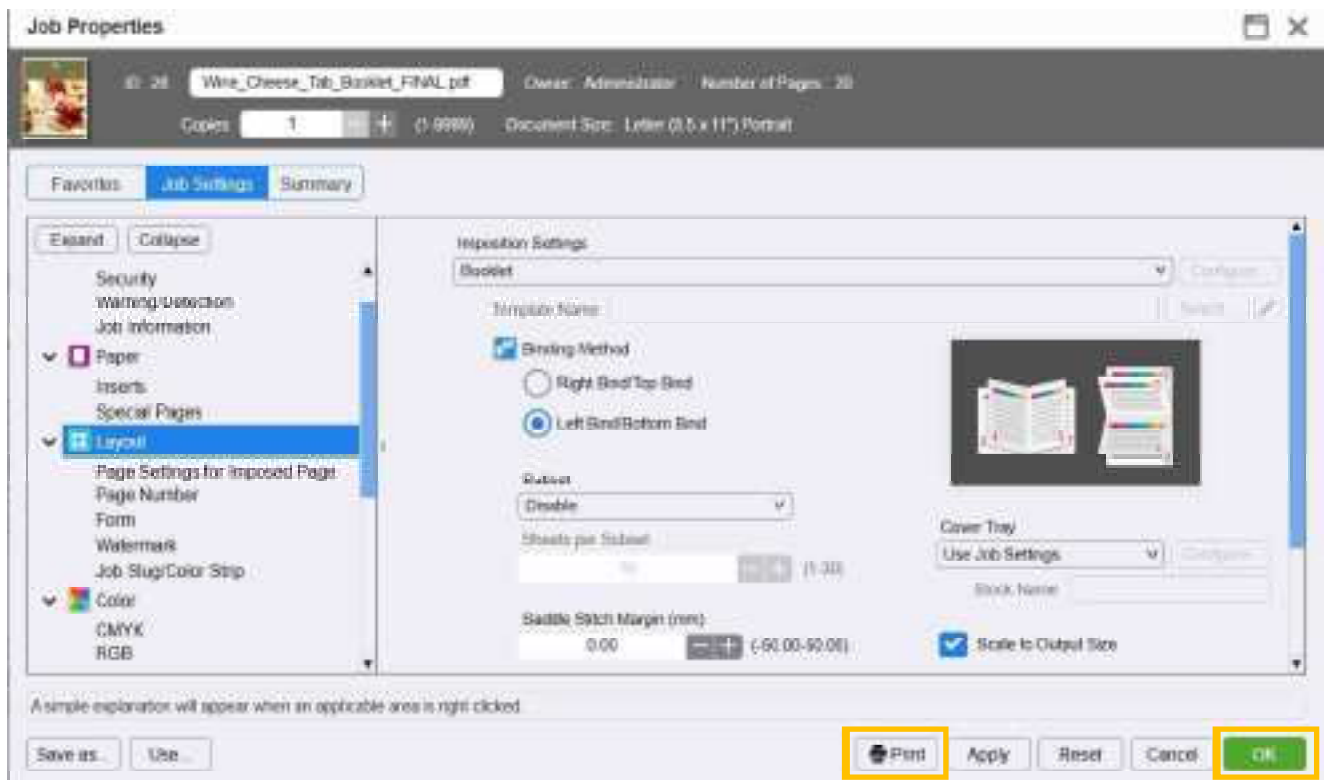 Job Properties
ID: 28 Wine_Cheese_Tab_Booklet_FINAL.pdf Owner: Administrator Number of Pages: 20
Copies: 1 (1-9999) Document Size: Letter (8.5 x 11") Portrait
Favorites Job Settings Summary
Expand Collapse
Security
Warning/Detection
Job Information
Paper
Inserts
Special Pages
Layout
Page Settings for Imposed Page
Page Number
Form
Watermark
Job Slug/Color Strip
Color
CMYK
RGB
Imposition Settings
Booklet Configure...
Template Name: Select...
Binding Method
Right Bind/Top Bind
Left Bind/Bottom Bind
Subset
Disable
Sheets per Subset
(1-30)
Saddle Stitch Margin (mm)
0.00 (-50.00-50.00)
Cover Tray
Use Job Settings Configure...
Stock Name:
Scale to Output Size
A simple explanation will appear when an applicable area is right clicked.
Save as... Use... Print Apply Reset Cancel OK